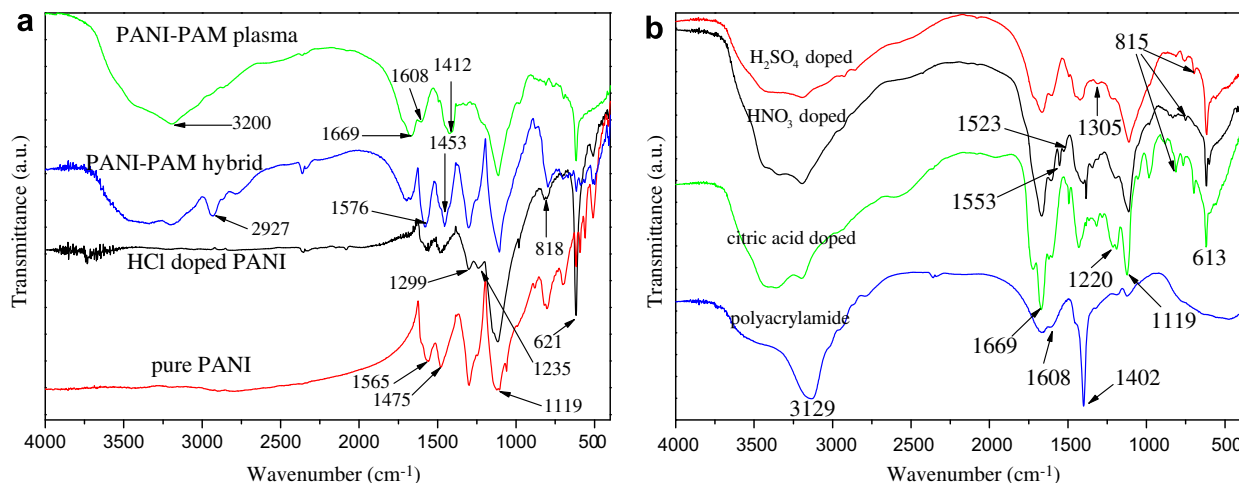 a
PANI-PAM plasma
1608
1412
3200
1669
1453
PANI-PAM hybrid
2927
1576
818
HCl doped PANI
1299
621
1235
pure PANI
1565
1475
1119
4000 3500 3000 2500 2000 1500 1000 500
Wavenumber (cm⁻¹)
Transmittance (a.u.)
b
H₂SO₄ doped
815
HNO₃ doped
1305
1523
1553
citric acid doped
1220
613
polyacrylamide
1669
1608
1119
1402
3129
4000 3500 3000 2500 2000 1500 1000 500
Wavenumber (cm⁻¹)
Transmittance (a.u.)